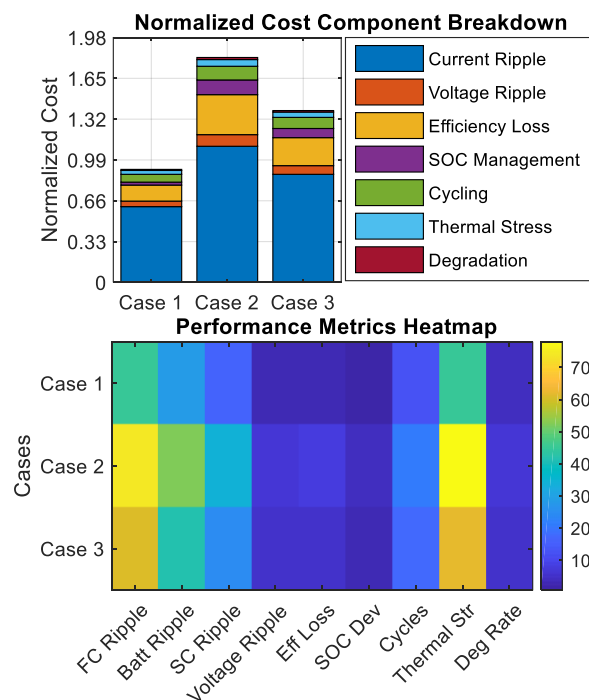 Normalized Cost Component Breakdown
Normalized Cost
1.98
1.65
1.32
0.99
0.66
0.33
0
Case 1 Case 2 Case 3
Current Ripple
Voltage Ripple
Efficiency Loss
SOC Management
Cycling
Thermal Stress
Degradation
Performance Metrics Heatmap
Cases
Case 1
Case 2
Case 3
70
60
50
40
30
20
10
FC Ripple
Batt Ripple
SC Ripple
Voltage Ripple
Eff Loss
SOC Dev
Cycles
Thermal Str
Deg Rate